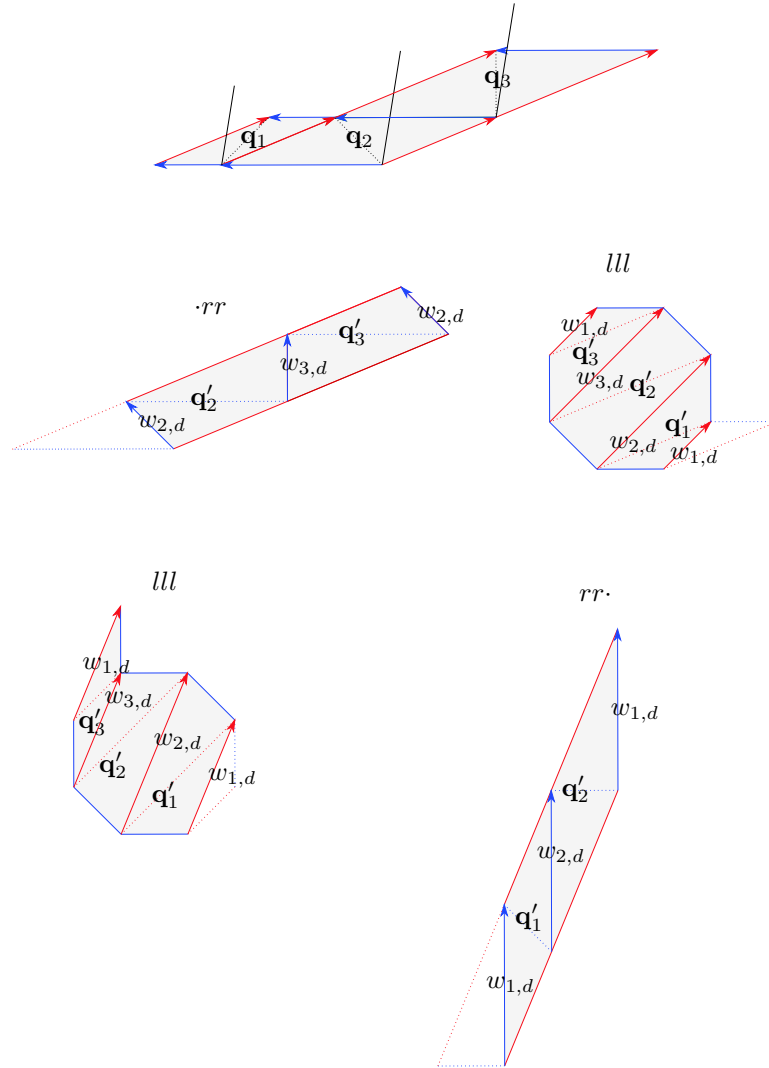 q₃
q₁ q₂
lll
·rr
w₂,d w₁,d
q′₃ q′₃
w₃,d w₃,d q′₂
q′₂
w₂,d q′₁
w₂,d w₁,d
lll
rr·
w₁,d
w₃,d
q′₃ w₁,d
w₂,d
q′₂ w₁,d
q′₂
q′₁
w₂,d
q′₁
w₁,d